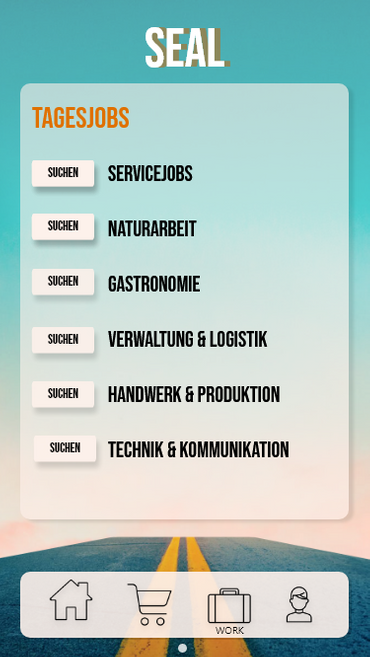 SEAL
TAGESJOBS
SUCHEN SERVICEJOBS
SUCHEN NATURARBEIT
SUCHEN GASTRONOMIE
SUCHEN VERWALTUNG & LOGISTIK
SUCHEN HANDWERK & PRODUKTION
SUCHEN TECHNIK & KOMMUNIKATION
WORK